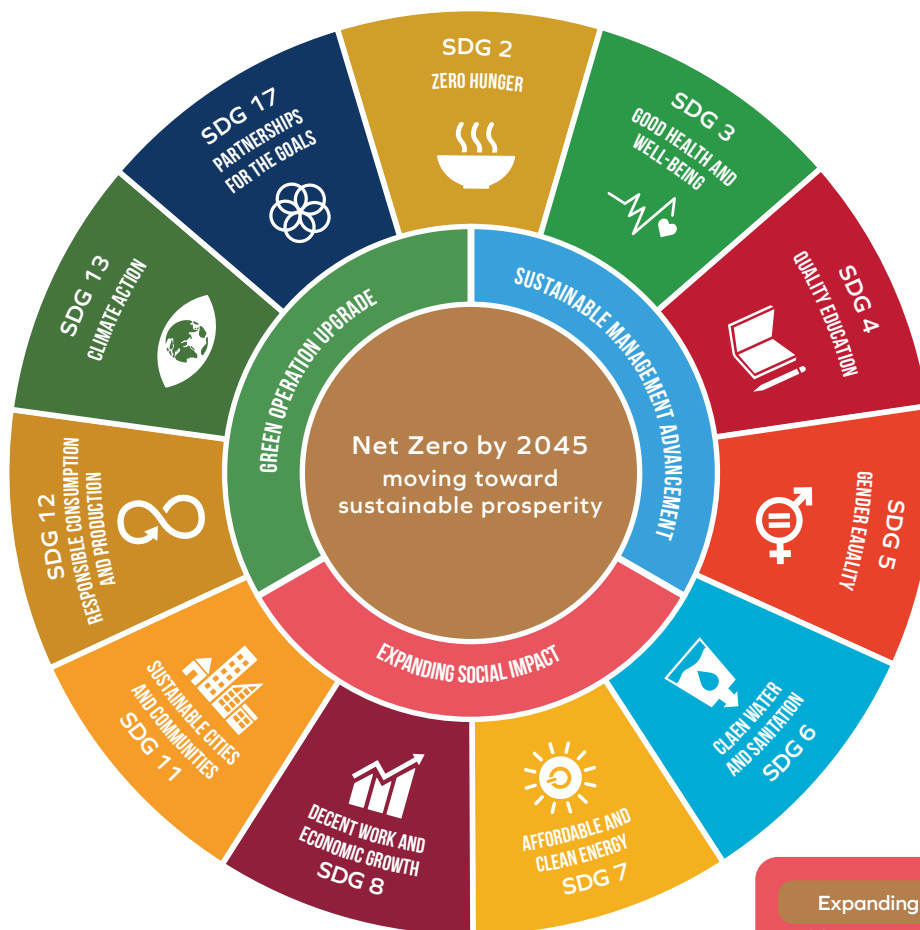 SDG 2
ZERO HUNGER
SDG 3
GOOD HEALTH AND
WELL-BEING
SDG 4
QUALITY EDUCATION
SDG 5
GENDER EAUALITY
CLAEN WATER
AND SANITATION
SDG 6
AFFORDABLE AND
CLEAN ENERGY
SDG 7
DECENT WORK AND
ECONOMIC GROWTH
SDG 8
SUSTAINABLE CITIES
AND COMMUNITIES
SDG 11
SDG 12
RESPONSIBLE CONSUMPTION
AND PRODUCTION
SDG 13
CLIMATE ACTION
SDG 17
PARTNERSHIPS
FOR THE GOALS
GREEN OPERATION UPGRADE
SUSTAINABLE MANAGEMENT ADVANCEMENT
EXPANDING SOCIAL IMPACT
Net Zero by 2045
moving toward
sustainable prosperity
Expanding